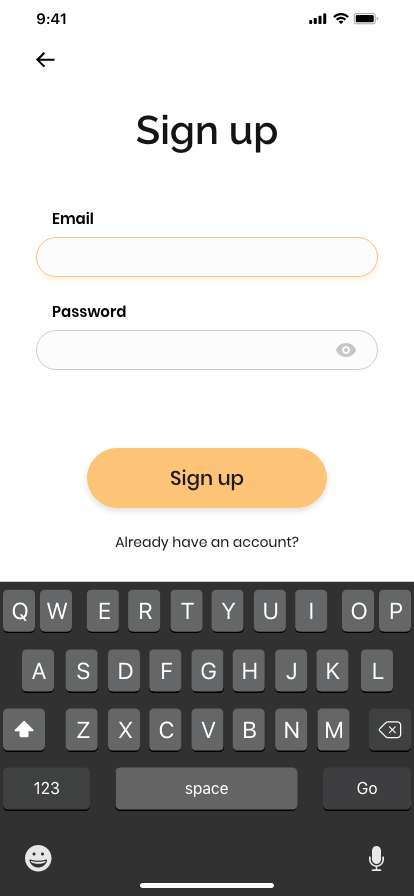 9:41
Sign up
Email
Password
Sign up
Already have an account?
Q W E R T Y U I O P
A S D F G H J K L
Z X C V B N M
123 space Go